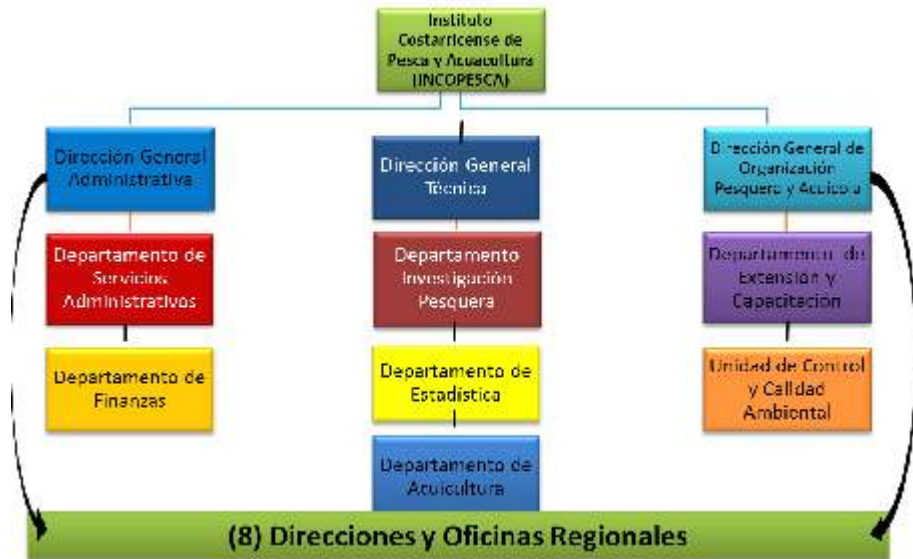 Instituto
Costarricense de
Pesca y Acuacultura
(INCOPESCA)
Dirección General
Administrativa
Dirección General
Técnica
Dirección General de
Organización
Pesquera y Acuicola
Departamento de
Servicios
Administrativos
Departamento
Investigación
Pesquera
Departamento de
Extensión y
Capacitación
Departamento de
Finanzas
Departamento de
Estadística
Unidad de Control
y Calidad
Ambiental
Departamento de
Acuicultura
(8) Direcciones y Oficinas Regionales